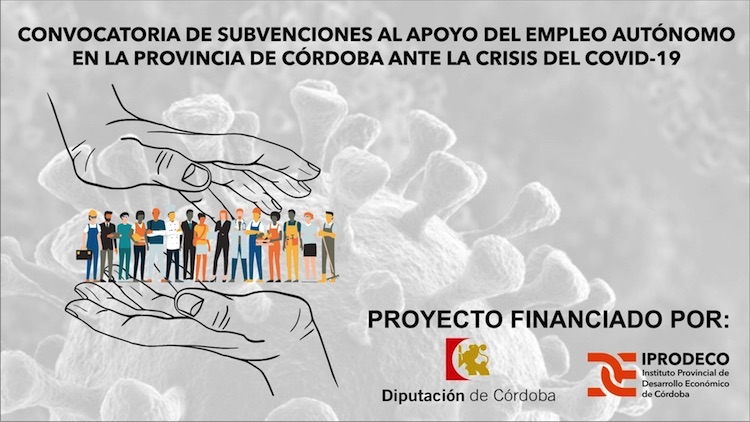 CONVOCATORIA DE SUBVENCIONES AL APOYO DEL EMPLEO AUTÓNOMO
EN LA PROVINCIA DE CÓRDOBA ANTE LA CRISIS DEL COVID-19
PROYECTO FINANCIADO POR:
Diputación de Córdoba
IPRODECO
Instituto Provincial de
Desarrollo Económico
de Córdoba